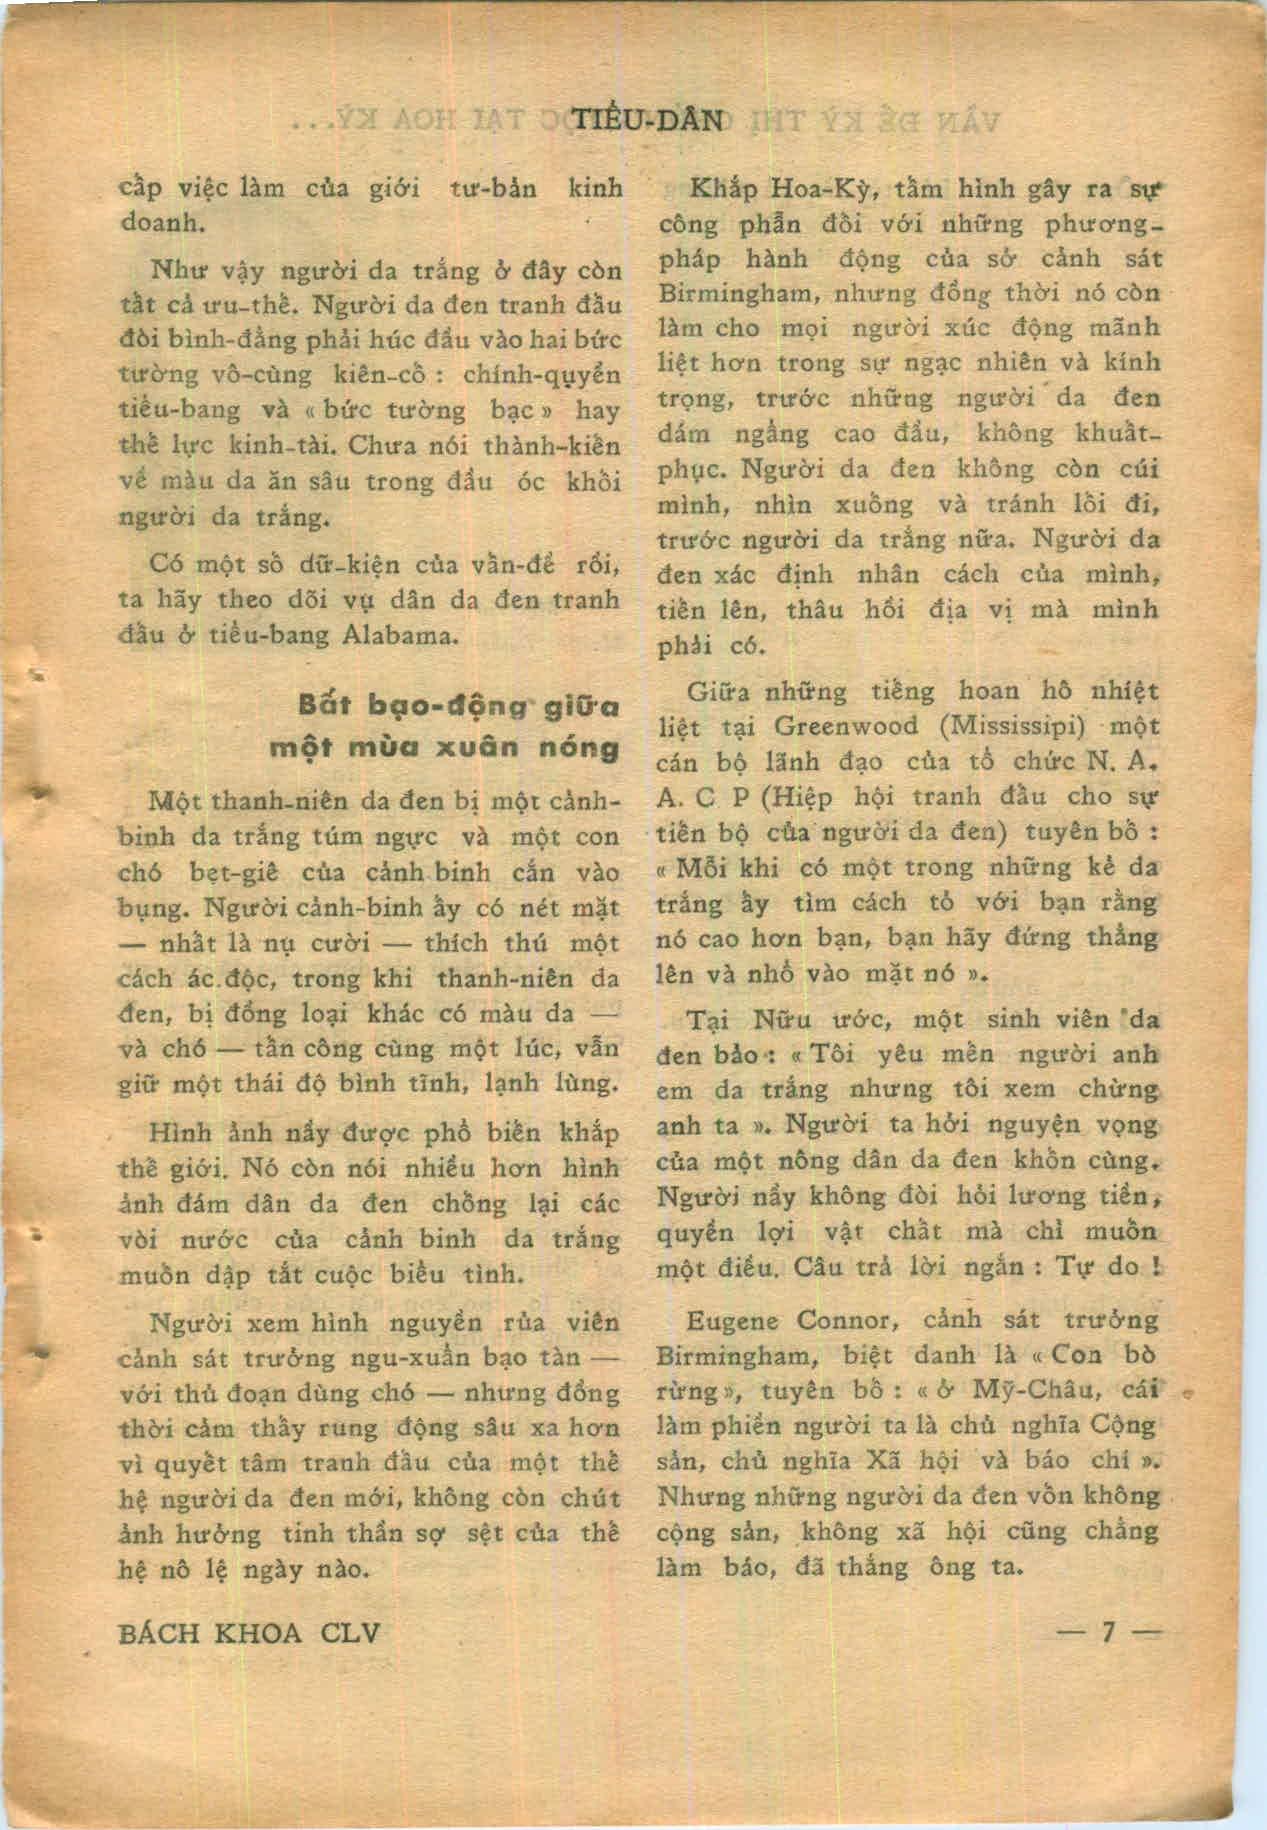 TIỂU-DÂN
cấp việc làm của giới tư-bản kinh
doanh.
Như vậy người da trắng ở đây còn
tất cả ưu-thế. Người da đen tranh đấu
đòi bình-đẳng phải húc đầu vào hai bức
tường vô-cùng kiên-cố : chính-quyền
tiểu-bang và « bức tường bạc » hay
thế lực kinh-tài. Chưa nói thành-kiến
về màu da ăn sâu trong đầu óc khối
người da trắng.
Có một số dữ-kiện của vấn-đề rồi,
ta hãy theo dõi vụ dân da đen tranh
đấu ở tiểu-bang Alabama.
Bất bạo-động giữa
một mùa xuân nóng
Một thanh-niên da đen bị một cảnh-
binh da trắng túm ngực và một con
chó bẹt-giê của cảnh binh cắn vào
bụng. Người cảnh-binh ấy có nét mặt
— nhất là nụ cười — thích thú một
cách ác độc, trong khi thanh-niên da
đen, bị đồng loại khác có màu da —
và chó — tấn công cùng một lúc, vẫn
giữ một thái độ bình tĩnh, lạnh lùng.
Hình ảnh nầy được phổ biến khắp
thế giới. Nó còn nói nhiều hơn hình
ảnh đám dân da đen chống lại các
vòi nước của cảnh binh da trắng
muốn dập tắt cuộc biểu tình.
Người xem hình nguyền rủa viên
cảnh sát trưởng ngu-xuẩn bạo tàn —
với thủ đoạn dùng chó — nhưng đồng
thời cảm thấy rung động sâu xa hơn
vì quyết tâm tranh đấu của một thế
hệ người da đen mới, không còn chút
ảnh hưởng tinh thần sợ sệt của thế
hệ nô lệ ngày nào.
Khắp Hoa-Kỳ, tấm hình gây ra sự
công phẫn đối với những phương-
pháp hành động của sở cảnh sát
Birmingham, nhưng đồng thời nó còn
làm cho mọi người xúc động mãnh
liệt hơn trong sự ngạc nhiên và kính
trọng, trước những người da đen
dám ngẩng cao đầu, không khuất-
phục. Người da đen không còn cúi
mình, nhìn xuống và tránh lối đi,
trước người da trắng nữa. Người da
đen xác định nhân cách của mình,
tiến lên, thâu hồi địa vị mà mình
phải có.
Giữa những tiếng hoan hô nhiệt
liệt tại Greenwood (Mississipi) một
cán bộ lãnh đạo của tổ chức N. A.
A. C P (Hiệp hội tranh đấu cho sự
tiến bộ của người da đen) tuyên bố :
« Mỗi khi có một trong những kẻ da
trắng ấy tìm cách tỏ với bạn rằng
nó cao hơn bạn, bạn hãy đứng thẳng
lên và nhổ vào mặt nó ».
Tại Nữu ước, một sinh viên da
đen bảo : « Tôi yêu mến người anh
em da trắng nhưng tôi xem chừng
anh ta ». Người ta hỏi nguyện vọng
của một nông dân da đen khốn cùng.
Người nầy không đòi hỏi lương tiền,
quyền lợi vật chất mà chỉ muốn
một điều. Câu trả lời ngắn : Tự do !
Eugene Connor, cảnh sát trưởng
Birmingham, biệt danh là « Con bò
rừng », tuyên bố : « ở Mỹ-Châu, cái
làm phiền người ta là chủ nghĩa Cộng
sản, chủ nghĩa Xã hội và báo chí ».
Nhưng những người da đen vốn không
cộng sản, không xã hội cũng chẳng
làm báo, đã thắng ông ta.
BÁCH KHOA CLV
— 7 —